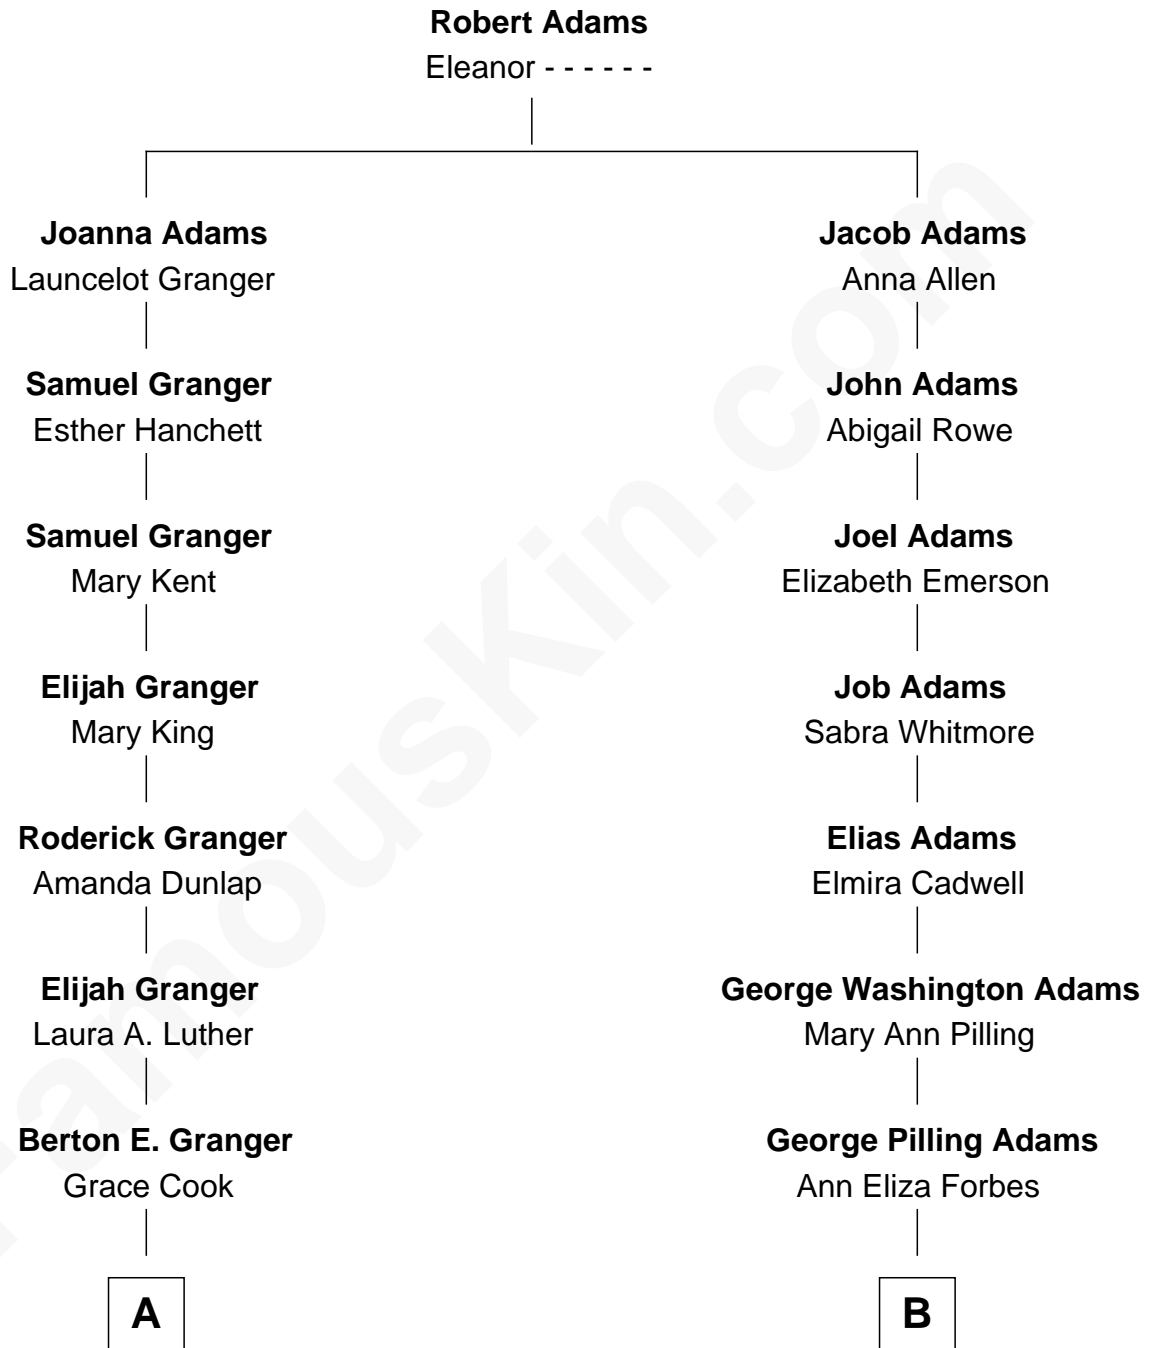 Robert Adams
Eleanor - - - - - -
Joanna Adams
Launcelot Granger
Jacob Adams
Anna Allen
Samuel Granger
Esther Hanchett
John Adams
Abigail Rowe
Samuel Granger
Mary Kent
Joel Adams
Elizabeth Emerson
Elijah Granger
Mary King
Job Adams
Sabra Whitmore
Roderick Granger
Amanda Dunlap
Elias Adams
Elmira Cadwell
Elijah Granger
Laura A. Luther
George Washington Adams
Mary Ann Pilling
Berton E. Granger
Grace Cook
George Pilling Adams
Ann Eliza Forbes
A
B
FamousKin.com